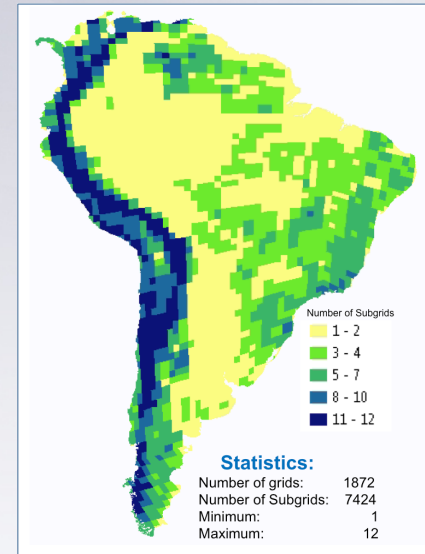 Number of Subgrids
1 - 2
3 - 4
5 - 7
8 - 10
11 - 12
Statistics:
Number of grids: 1872
Number of Subgrids: 7424
Minimum: 1
Maximum: 12